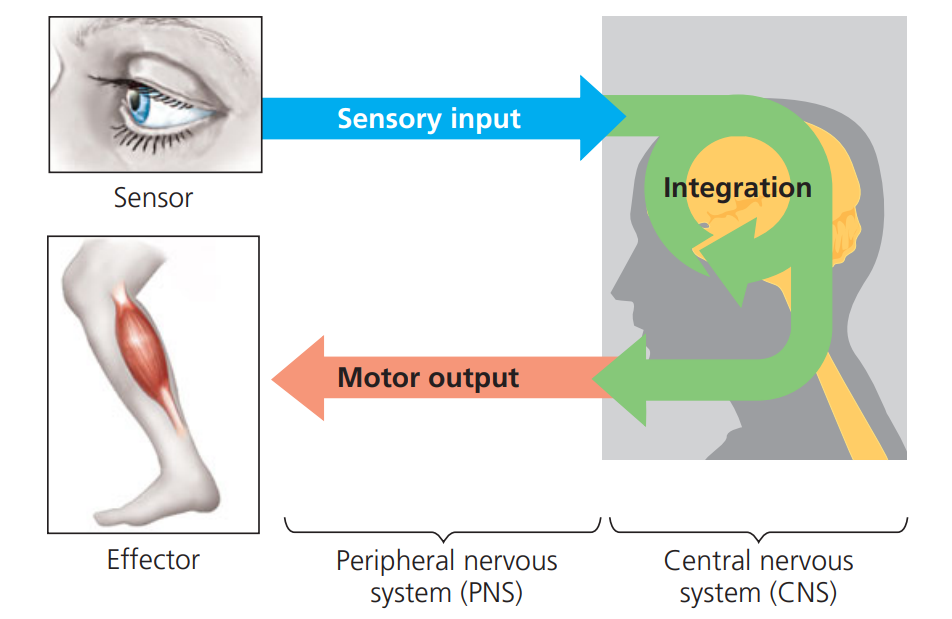 Sensory input
Sensor
Integration
Motor output
Effector
Peripheral nervous
system (PNS)
Central nervous
system (CNS)